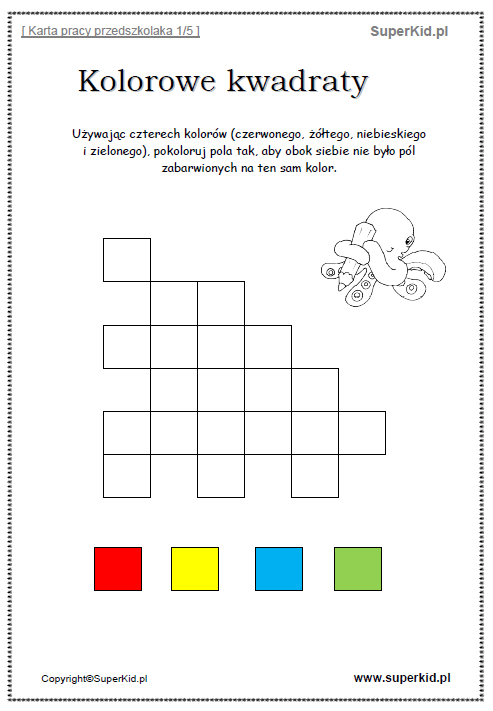 [ Karta pracy przedszkolaka 1/5 ]
SuperKid.pl
Kolorowe kwadraty
Używając czterech kolorów (czerwonego, żółtego, niebieskiego
i zielonego), pokoloruj pola tak, aby obok siebie nie było pól
zabarwionych na ten sam kolor.
Copyright©SuperKid.pl
www.superkid.pl